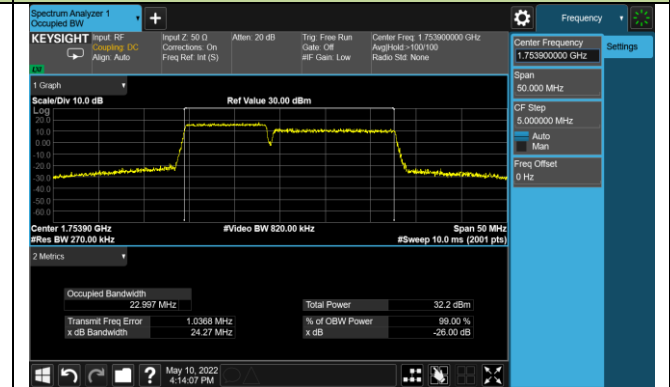 Spectrum Analyzer 1
Occupied BW
Frequency
KEYSIGHT
Input: RF
Coupling: DC
Align: Auto
Input Z: 50 Ω
Corrections: On
Freq Ref: Int (S)
Atten: 20 dB
Trig: Free Run
Gate: Off
#IF Gain: Low
Center Freq: 1.753900000 GHz
Avg|Hold:>100/100
Radio Std: None
LXI
Center Frequency
1.753900000 GHz
Settings
Span
50.000 MHz
CF Step
5.000000 MHz
Auto
Man
Freq Offset
0 Hz
1 Graph
Scale/Div 10.0 dB
Ref Value 30.00 dBm
Log
20.0
10.0
0.00
-10.0
-20.0
-30.0
-40.0
-50.0
-60.0
Center 1.75390 GHz
#Video BW 820.00 kHz
Span 50 MHz
#Res BW 270.00 kHz
#Sweep 10.0 ms (2001 pts)
2 Metrics
Occupied Bandwidth
22.997 MHz
Total Power 32.2 dBm
Transmit Freq Error 1.0368 MHz
% of OBW Power 99.00 %
x dB Bandwidth 24.27 MHz
x dB -26.00 dB
?
May 10, 2022
4:14:07 PM